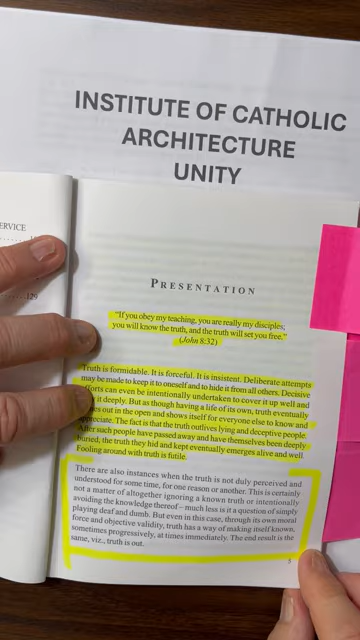 INSTITUTE OF CATHOLIC
ARCHITECTURE
UNITY
ERVICE
129
PRESENTATION
"If you obey my teaching, you are really my disciples;
you will know the truth, and the truth will set you free."
(John 8:32)
Truth is formidable. It is forceful. It is insistent. Deliberate attempts
may be made to keep it to oneself and to hide it from all others. Decisive
efforts can even be intentionally undertaken to cover it up well and
it deeply. But as though having a life of its own, truth eventually
out in the open and shows itself for everyone else to know and
appreciate. The fact is that the truth outlives lying and deceptive people.
After such people have passed away and have themselves been deeply
buried, the truth they hid and kept eventually emerges alive and well.
Fooling around with truth is futile.
There are also instances when the truth is not duly perceived and
understood for some time, for one reason or another. This is certainly
not a matter of altogether ignoring a known truth or intentionally
avoiding the knowledge thereof – much less is it a question of simply
playing deaf and dumb. But even in this case, through its own moral
force and objective validity, truth has a way of making itself known,
sometimes progressively, at times immediately. The end result is the
same, viz., truth is out.
5